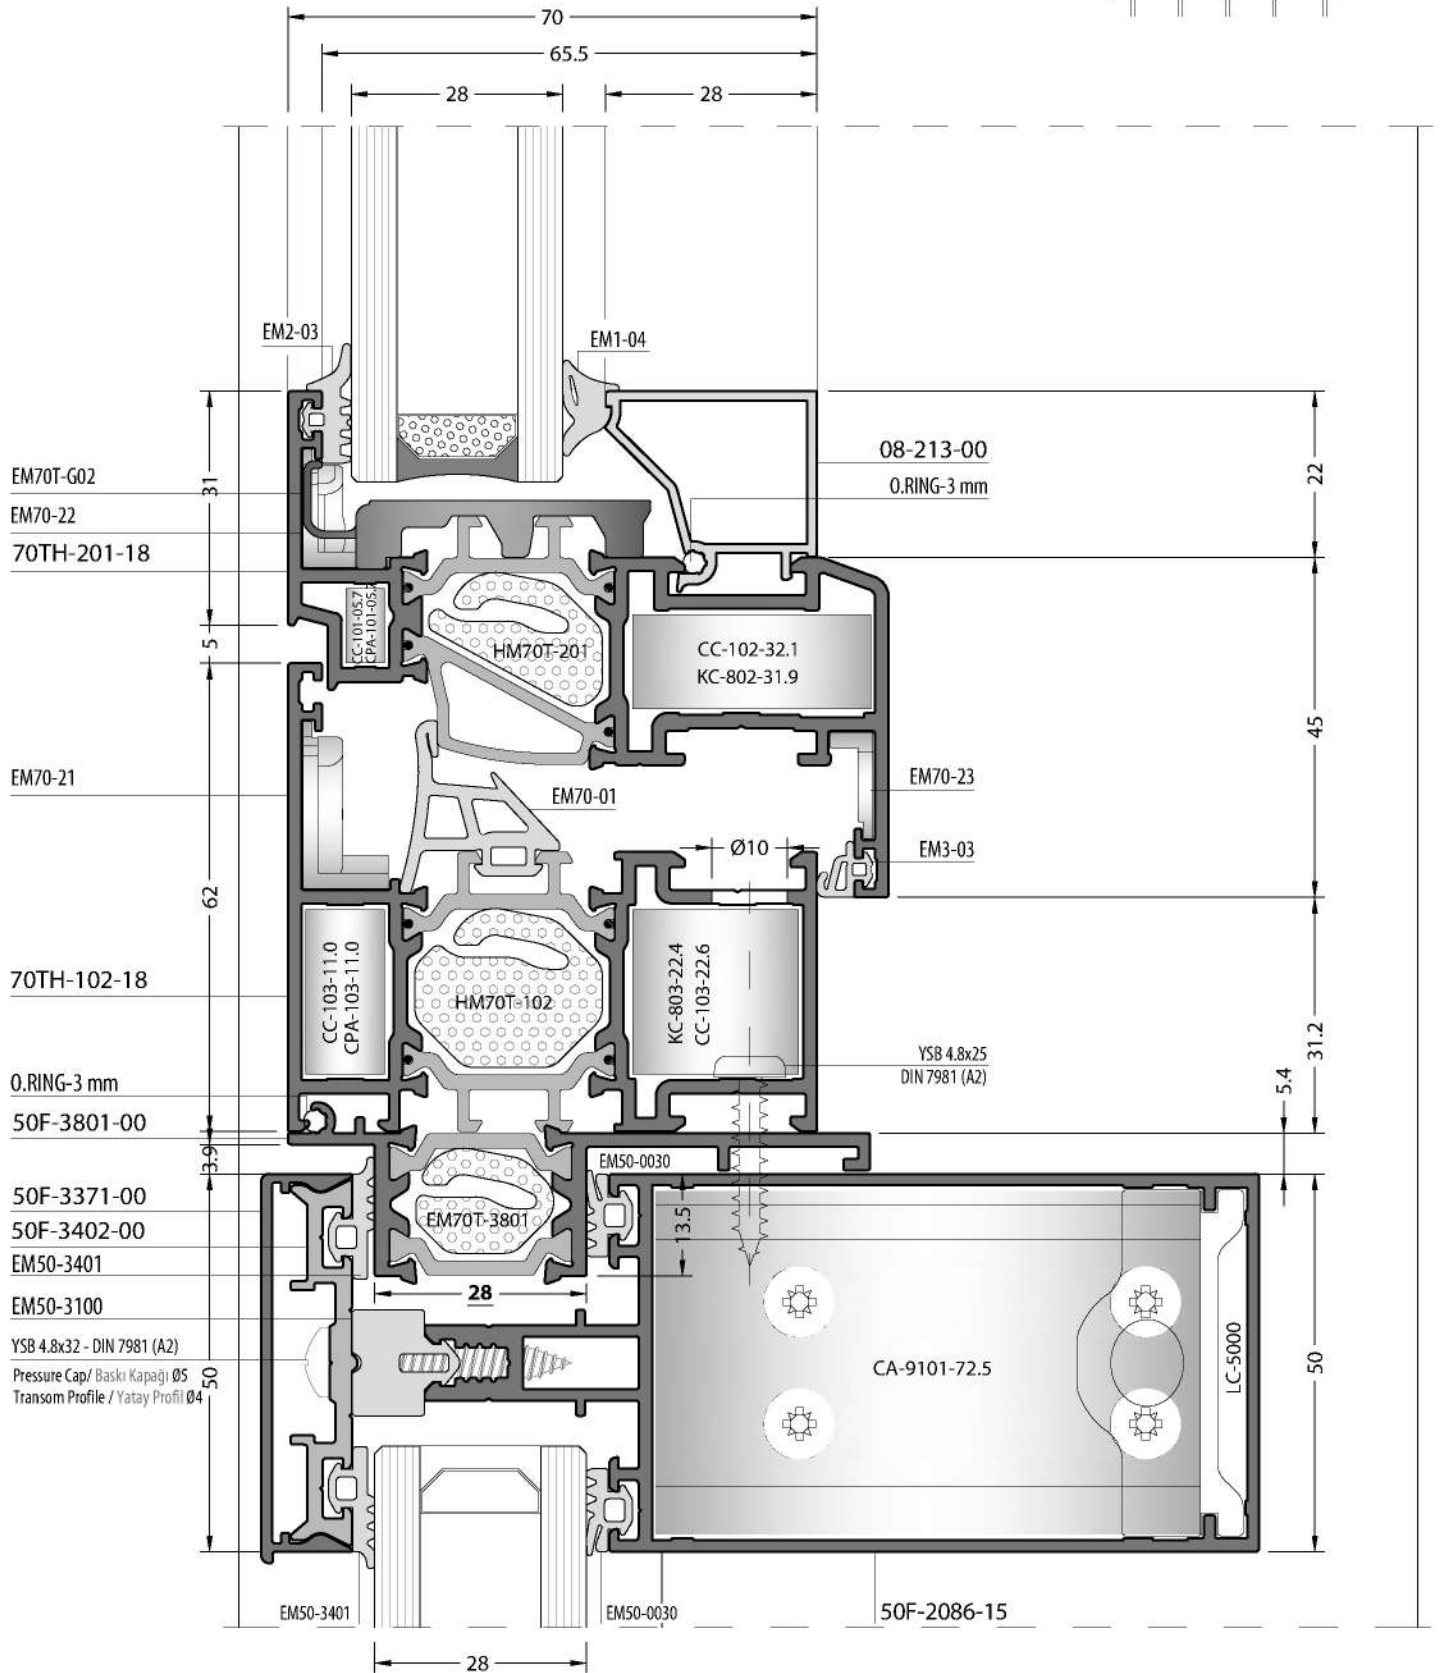 70
65.5
28
28
EM2-03
EM1-04
08-213-00
O.RING-3 mm
22
31
EM70T-G02
EM70-22
70TH-201-18
CC-101-05.7
CPA-101-05.7
HM70T-201
CC-102-32.1
KC-802-31.9
5
45
EM70-21
EM70-01
EM70-23
Ø10
EM3-03
62
70TH-102-18
CC-103-11.0
CPA-103-11.0
HM70T-102
KC-803-22.4
CC-103-22.6
YSB 4.8x25
DIN 7981 (A2)
31.2
5.4
O.RING-3 mm
50F-3801-00
3.9
EM50-0030
50F-3371-00
50F-3402-00
EM70T-3801
13.5
EM50-3401
EM50-3100
28
YSB 4.8x32 - DIN 7981 (A2)
Pressure Cap/ Baskı Kapağı Ø5
Transom Profile / Yatay Profil Ø4
50
CA-9101-72.5
LC-5000
50
EM50-3401
EM50-0030
50F-2086-15
28